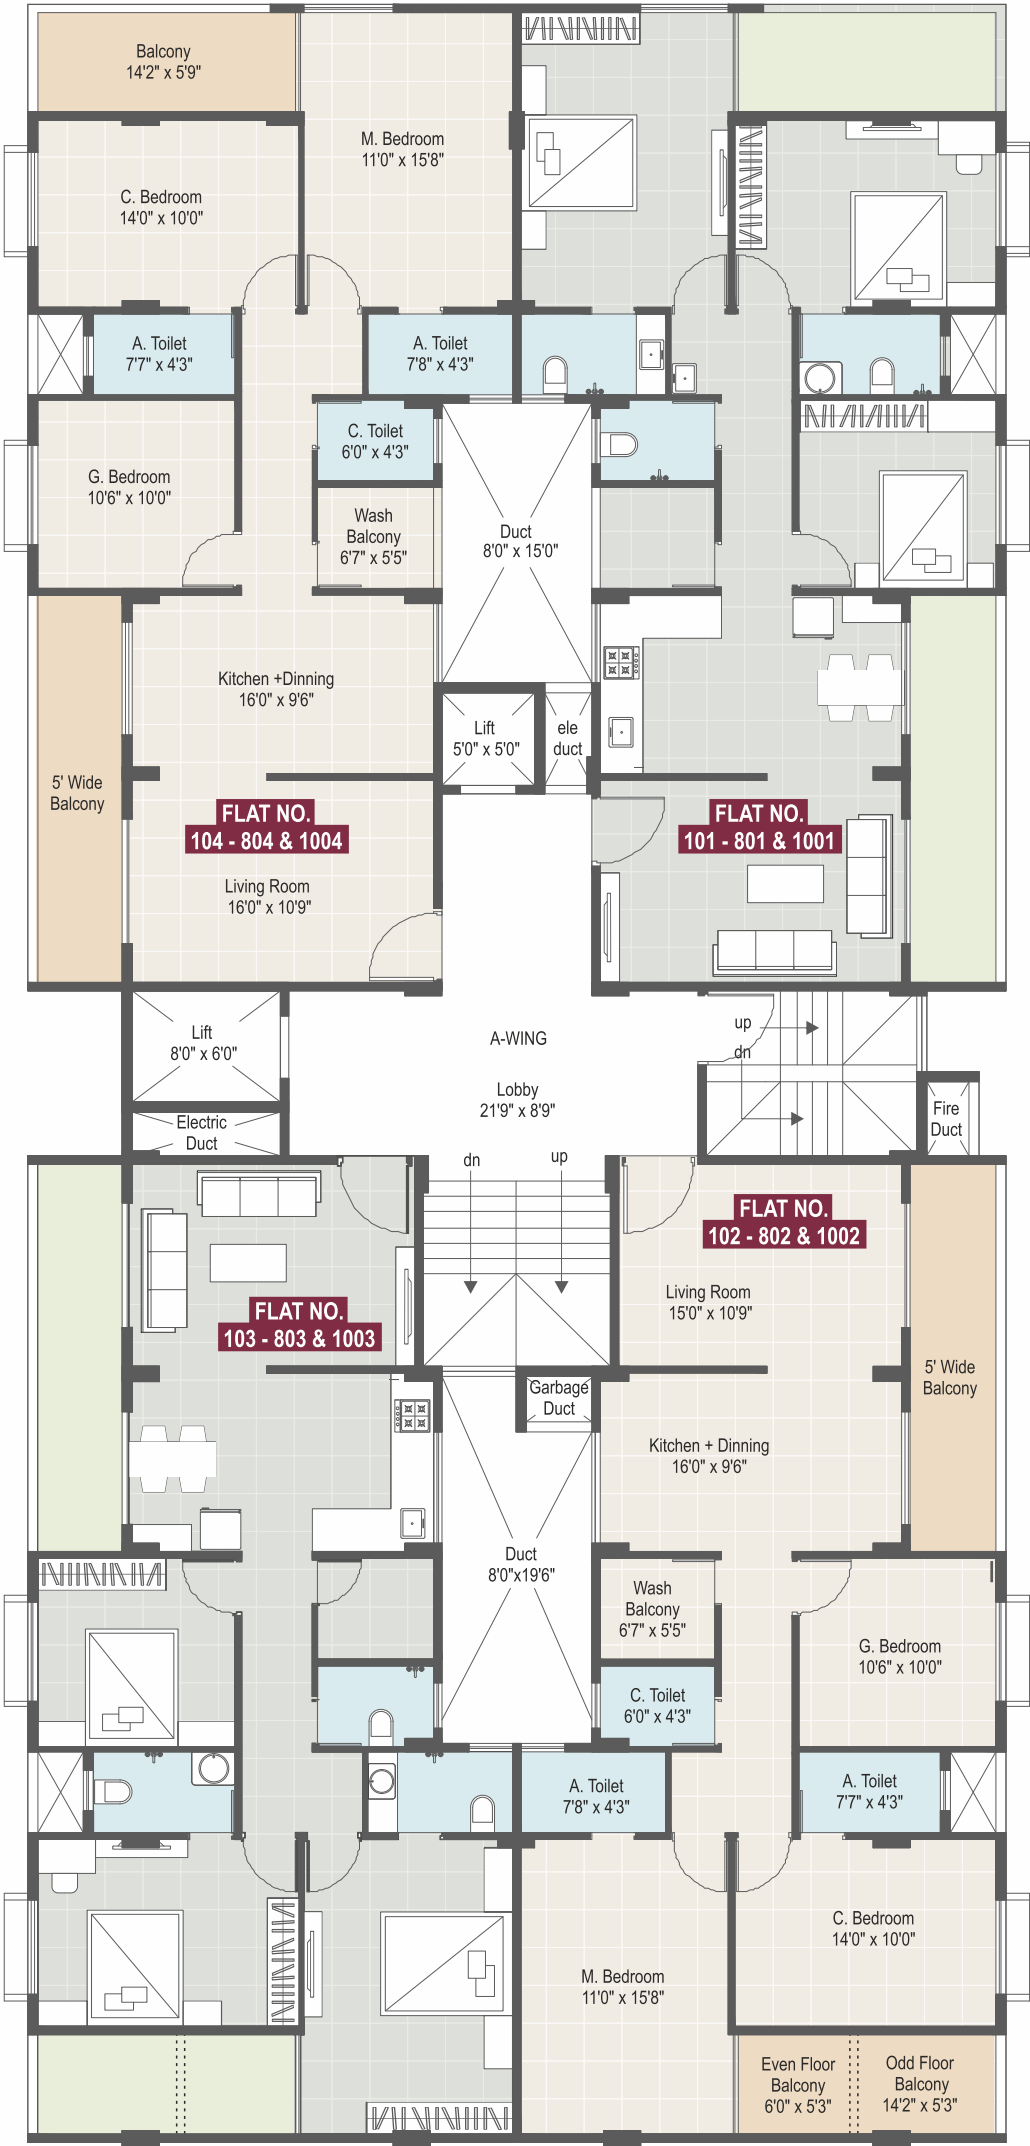 Balcony
14'2" x 5'9"
M. Bedroom
11'0" x 15'8"
C. Bedroom
14'0" x 10'0"
A. Toilet
7'7" x 4'3"
A. Toilet
7'8" x 4'3"
C. Toilet
6'0" x 4'3"
G. Bedroom
10'6" x 10'0"
Wash
Balcony
6'7" x 5'5"
Duct
8'0" x 15'0"
Kitchen +Dinning
16'0" x 9'6"
Lift
5'0" x 5'0"
ele
duct
5' Wide
Balcony
FLAT NO.
104 - 804 & 1004
FLAT NO.
101 - 801 & 1001
Living Room
16'0" x 10'9"
Lift
8'0" x 6'0"
A-WING
up
dn
Lobby
21'9" x 8'9"
Electric
Duct
Fire
Duct
dn
up
FLAT NO.
102 - 802 & 1002
Living Room
15'0" x 10'9"
FLAT NO.
103 - 803 & 1003
5' Wide
Balcony
Garbage
Duct
Kitchen + Dinning
16'0" x 9'6"
Duct
8'0"x19'6"
Wash
Balcony
6'7" x 5'5"
G. Bedroom
10'6" x 10'0"
C. Toilet
6'0" x 4'3"
A. Toilet
7'8" x 4'3"
A. Toilet
7'7" x 4'3"
C. Bedroom
14'0" x 10'0"
M. Bedroom
11'0" x 15'8"
Even Floor
Balcony
6'0" x 5'3"
Odd Floor
Balcony
14'2" x 5'3"